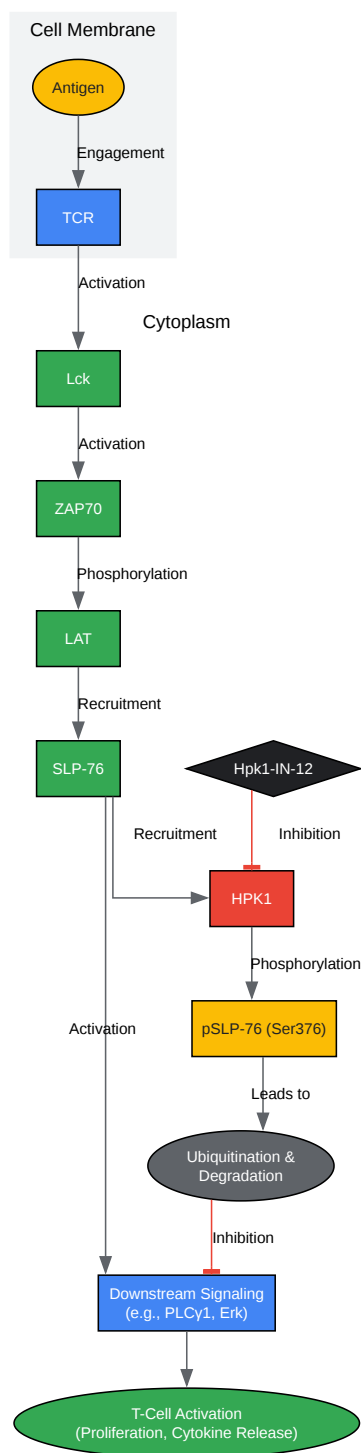 Cell Membrane
Antigen
Engagement
TCR
Activation
Cytoplasm
Lck
Activation
ZAP70
Phosphorylation
LAT
Recruitment
SLP-76
Hpk1-IN-12
Recruitment
Inhibition
HPK1
Phosphorylation
Activation
pSLP-76 (Ser376)
Leads to
Ubiquitination &
Degradation
Inhibition
Downstream Signaling
(e.g., PLCγ1, Erk)
T-Cell Activation
(Proliferation, Cytokine Release)